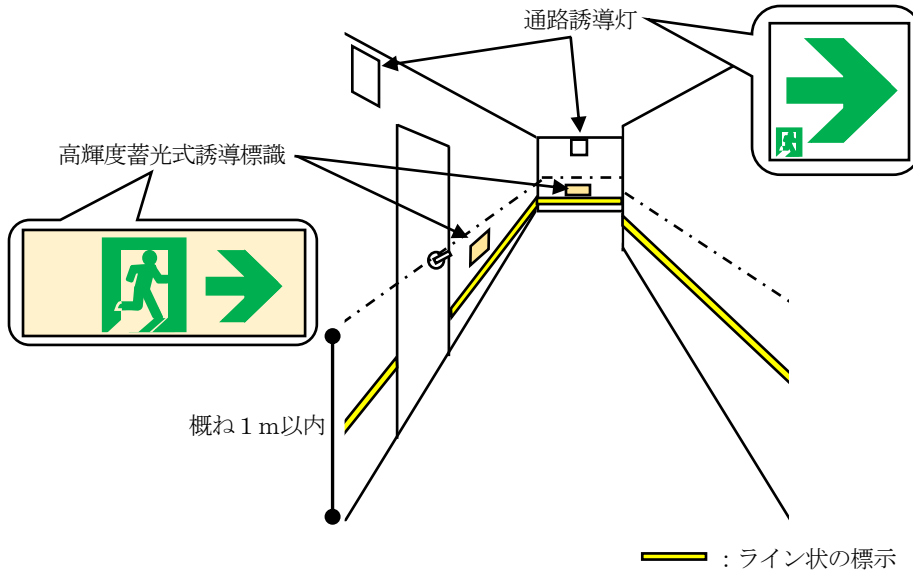 通路誘導灯
高輝度蓄光式誘導標識
概ね１ｍ以内
：ライン状の標示